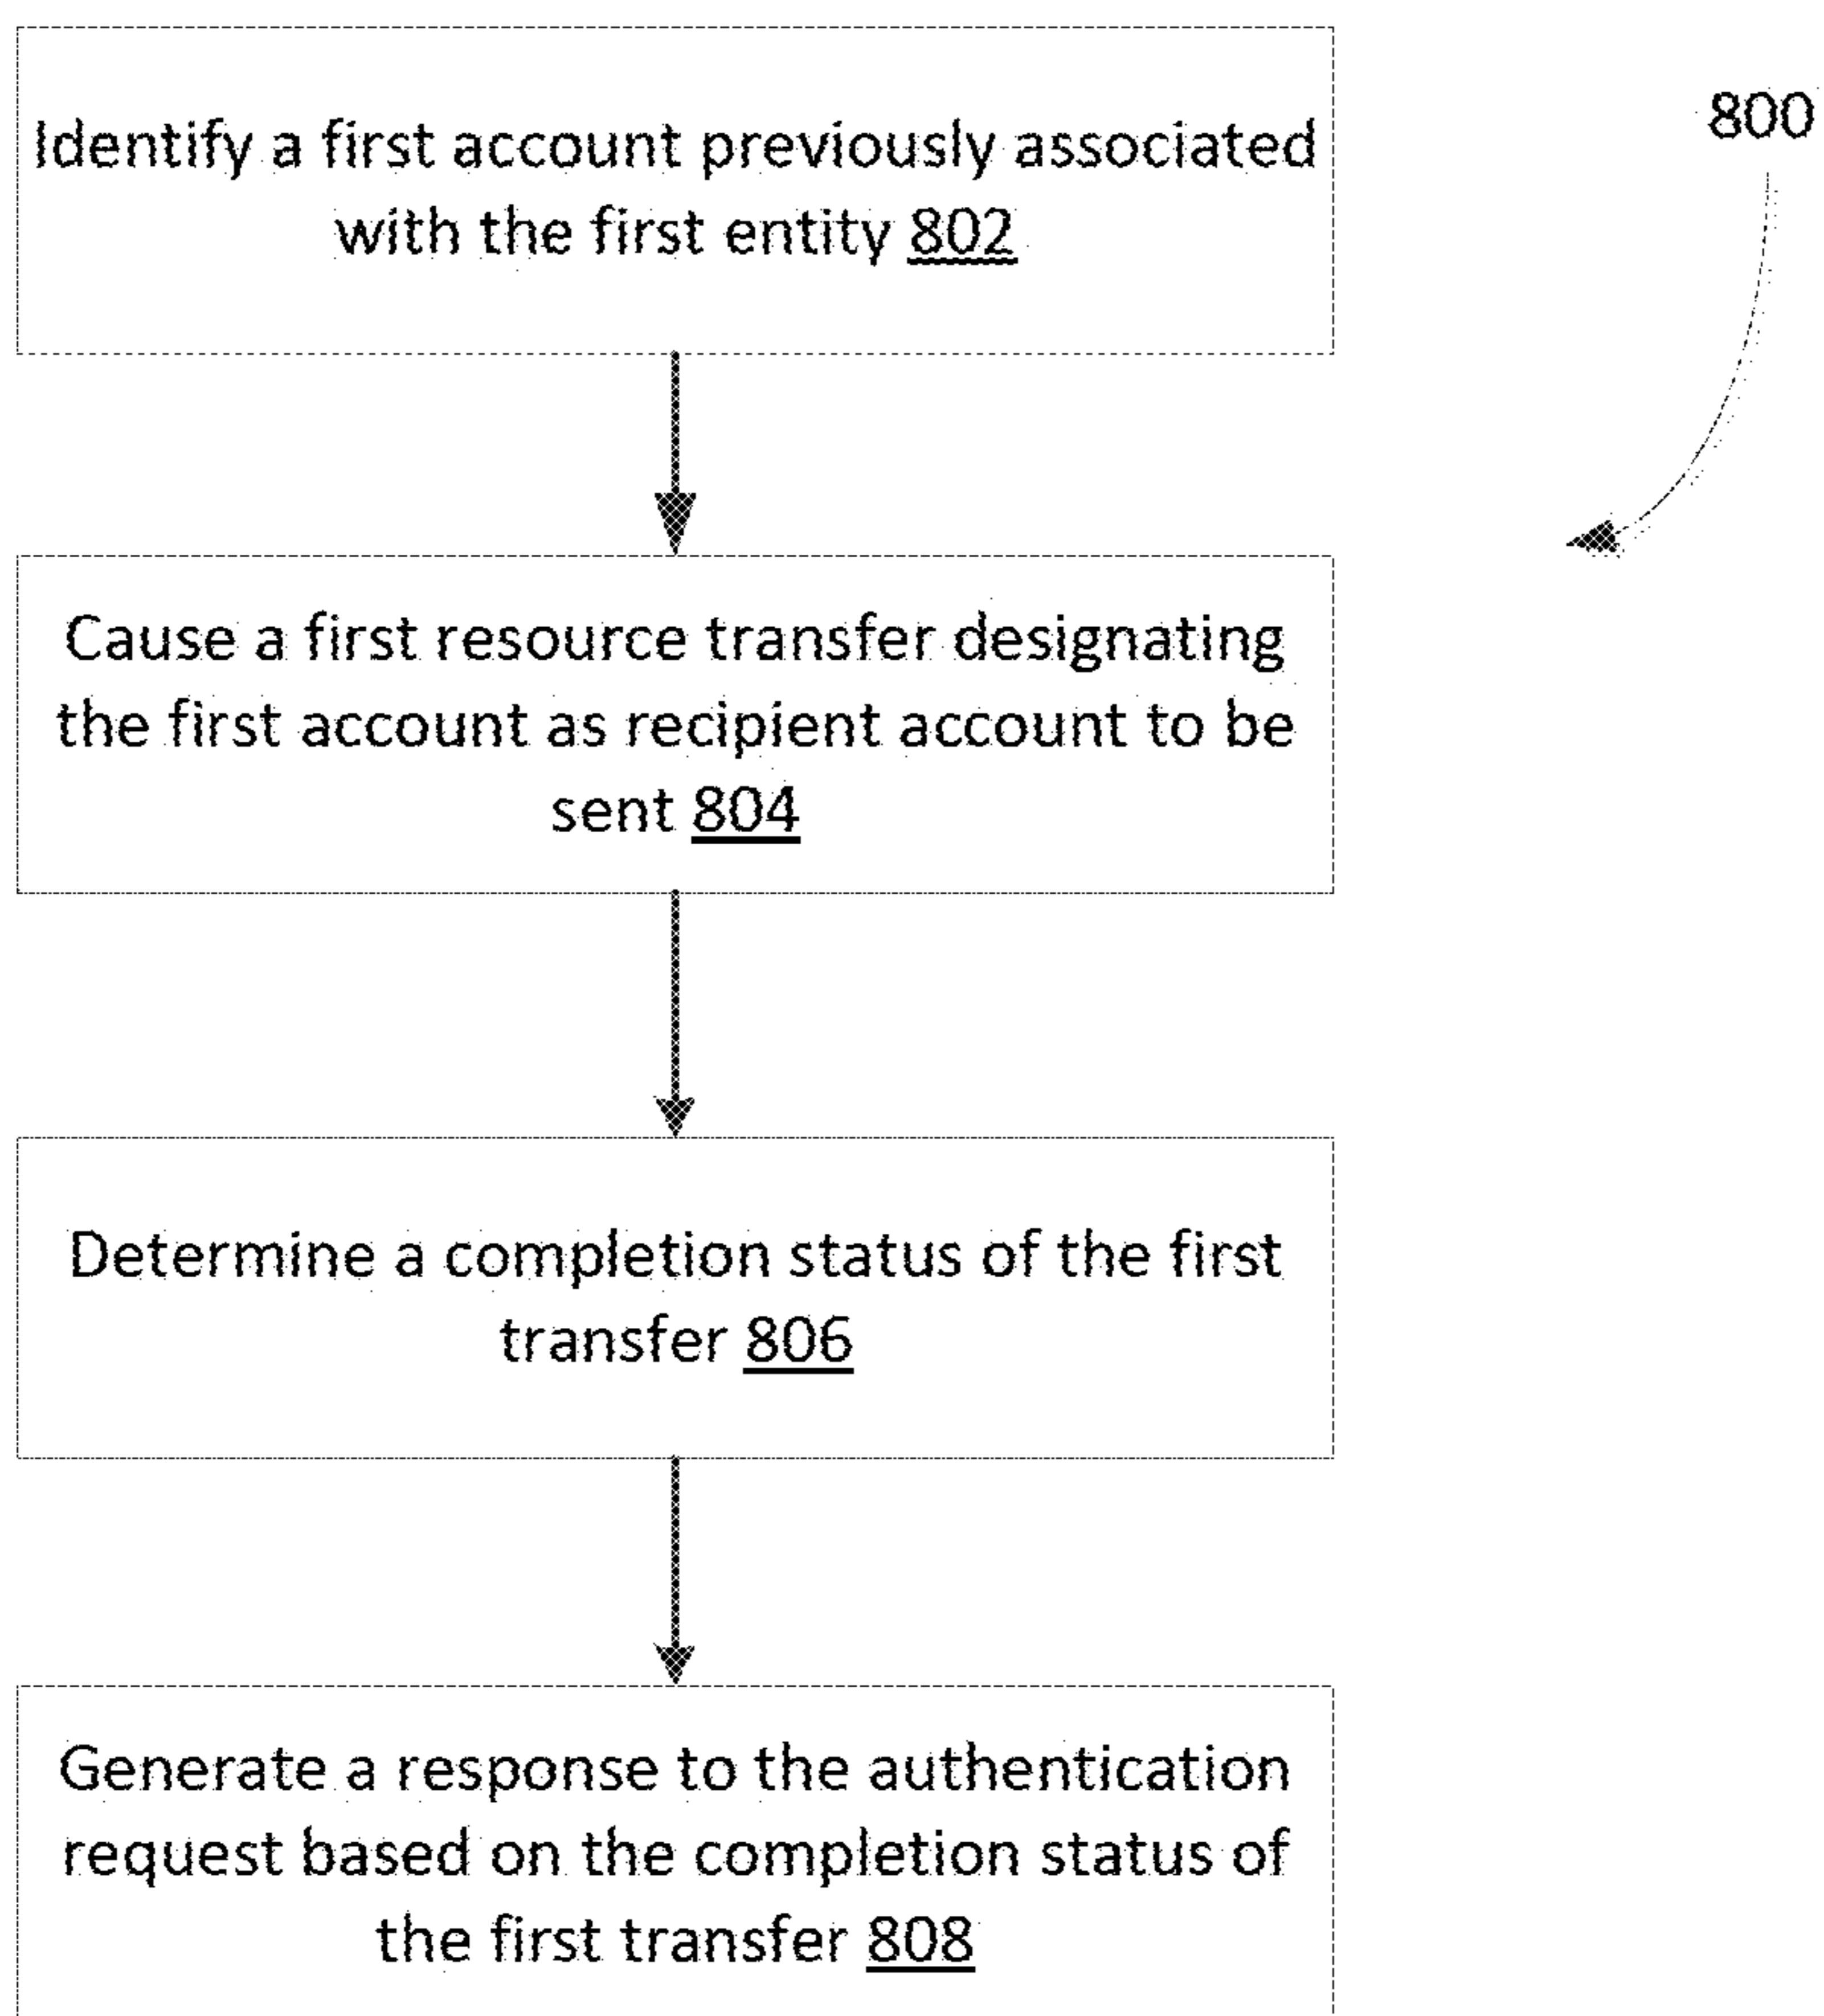 Identify a first account previously associated
with the first entity 802
800
Cause a first resource transfer designating
the first account as recipient account to be
sent 804
Determine a completion status of the first
transfer 806
Generate a response to the authentication
request based on the completion status of
the first transfer 808